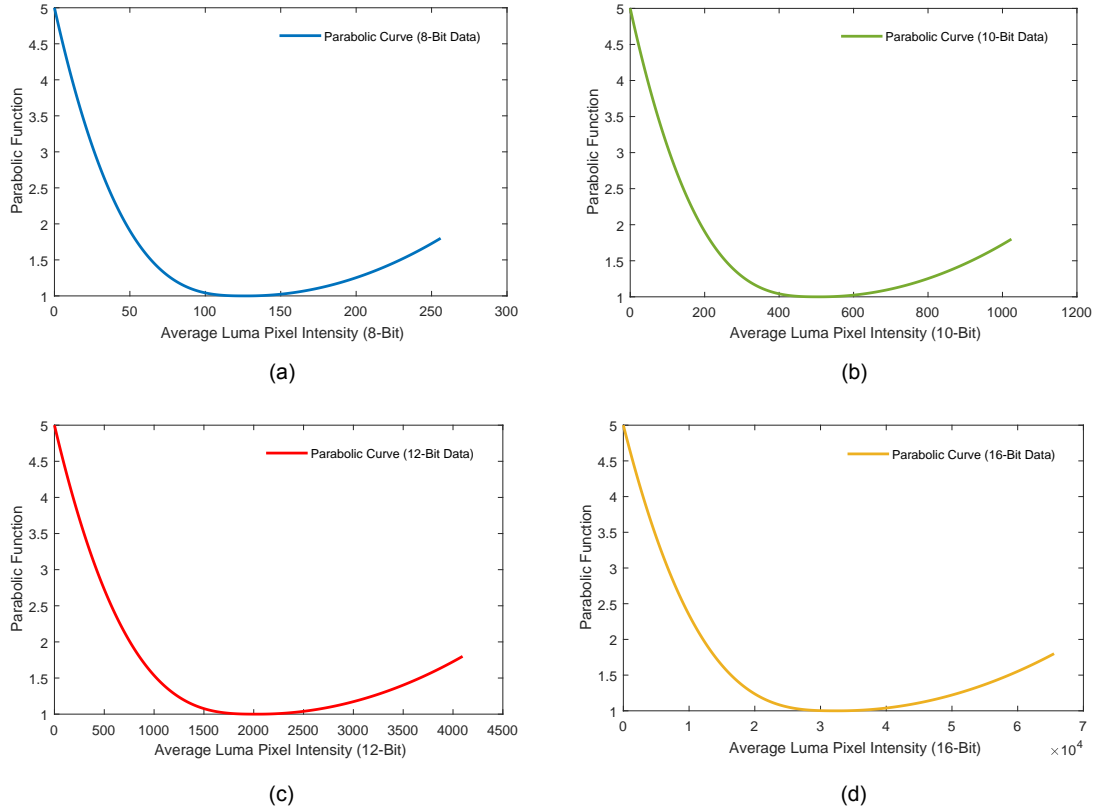 5
4.5
4
3.5
3
2.5
2
1.5
1
Parabolic Function
Parabolic Curve (8-Bit Data)
0 50 100 150 200 250 300
Average Luma Pixel Intensity (8-Bit)
(a)
5
4.5
4
3.5
3
2.5
2
1.5
1
Parabolic Function
Parabolic Curve (10-Bit Data)
0 200 400 600 800 1000 1200
Average Luma Pixel Intensity (10-Bit)
(b)
5
4.5
4
3.5
3
2.5
2
1.5
1
Parabolic Function
Parabolic Curve (12-Bit Data)
0 500 1000 1500 2000 2500 3000 3500 4000 4500
Average Luma Pixel Intensity (12-Bit)
(c)
5
4.5
4
3.5
3
2.5
2
1.5
1
Parabolic Function
Parabolic Curve (16-Bit Data)
0 1 2 3 4 5 6 7
Average Luma Pixel Intensity (16-Bit)
×10⁴
(d)